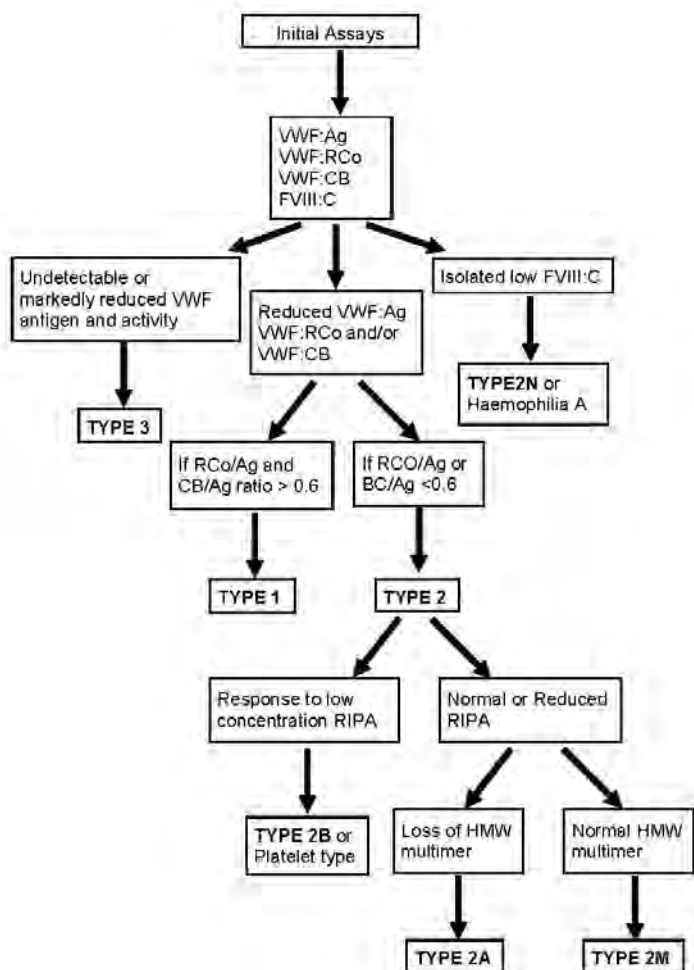 Initial Assays
VWF:Ag
VWF:RCo
VWF:CB
FVIII:C
Undetectable or
markedly reduced VWF
antigen and activity
Reduced VWF:Ag
VWF:RCo and/or
VWF:CB
Isolated low FVIII:C
TYPE 3
TYPE2N or
Haemophilia A
If RCo/Ag and
CB/Ag ratio > 0.6
If RCO/Ag or
BC/Ag <0.6
TYPE 1
TYPE 2
Response to low
concentration RIPA
Normal or Reduced
RIPA
TYPE 2B or
Platelet type
Loss of HMW
multimer
Normal HMW
multimer
TYPE 2A
TYPE 2M